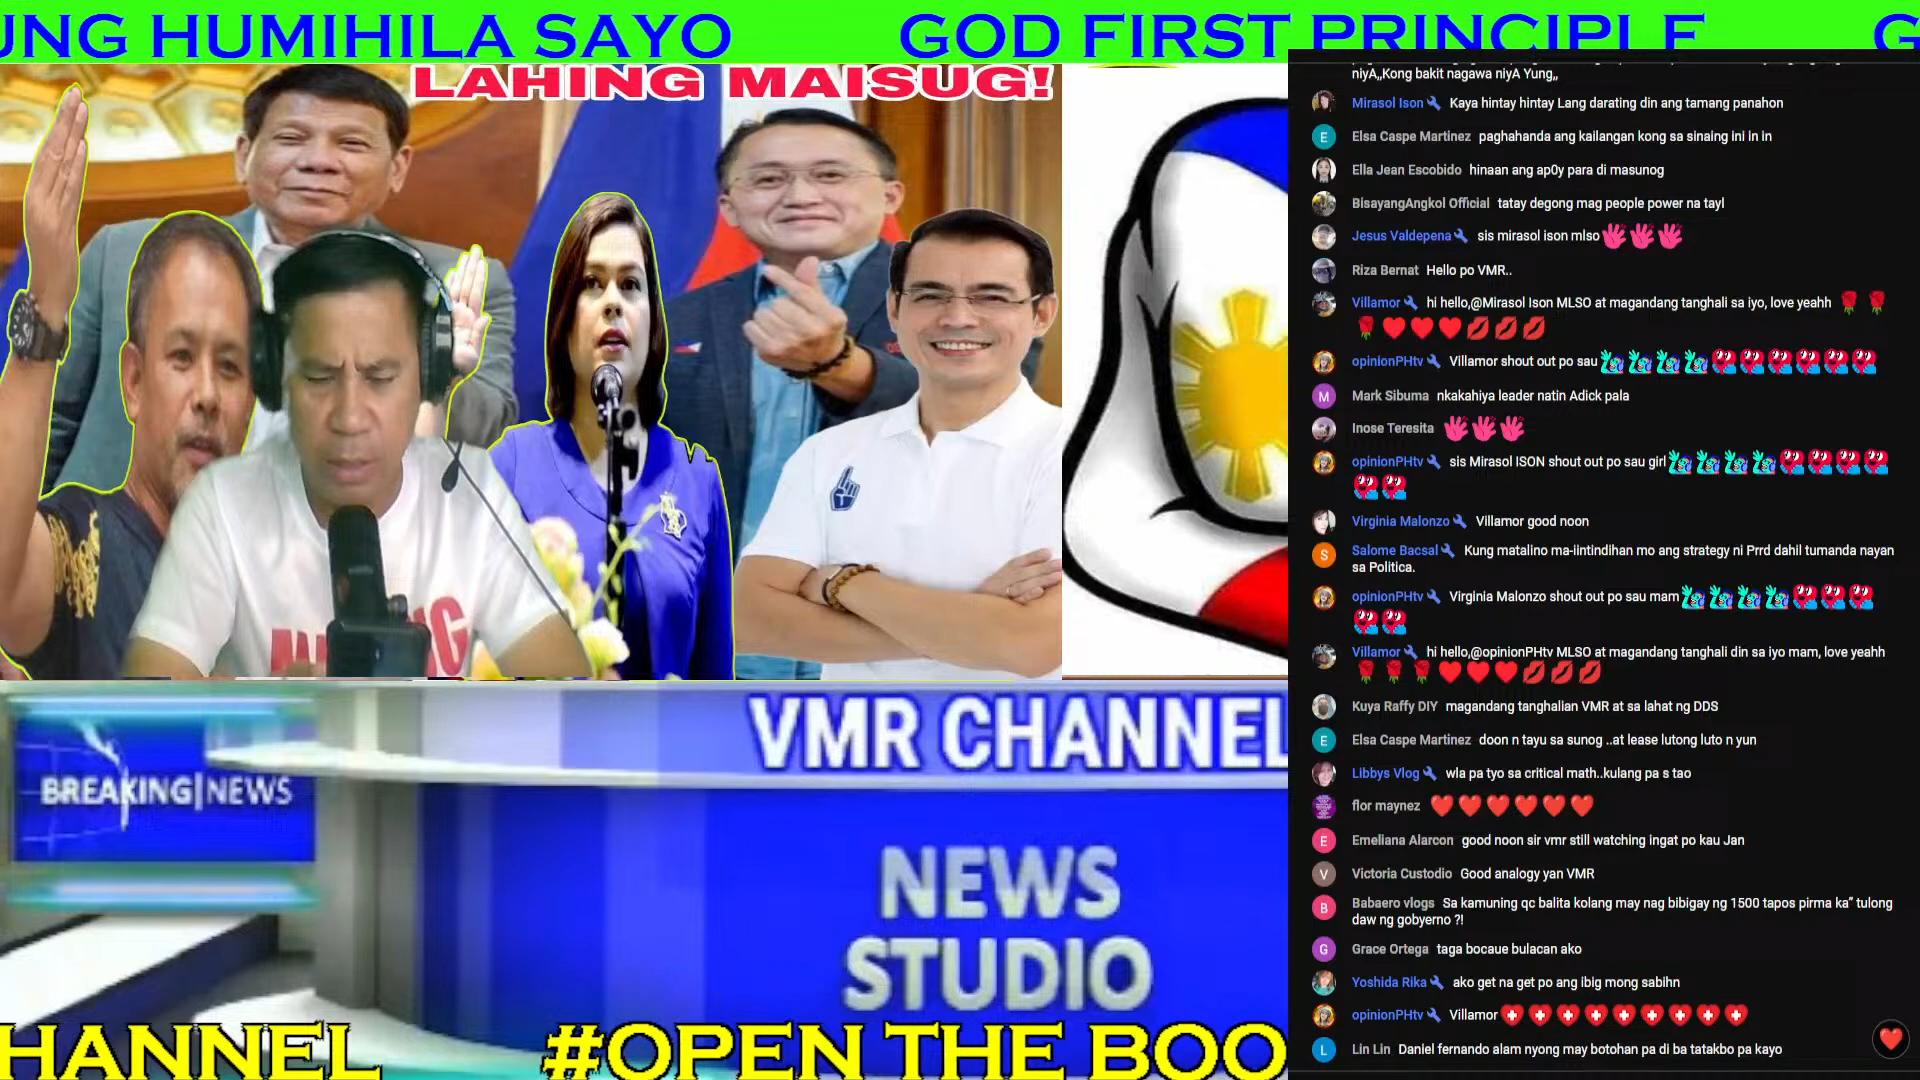 UNG HUMIHILA SAYO GOD FIRST PRINCIPLE G
LAHING MAISUG!
BREAKING|NEWS
VMR CHANNEL
NEWS
STUDIO
HANNEL #OPEN THE BOO
niyA,,Kong bakit nagawa niyA Yung,,
Mirasol Ison Kaya hintay hintay Lang darating din ang tamang panahon
E Elsa Caspe Martinez paghahanda ang kailangan kong sa sinaing ini in in
Ella Jean Escobido hinaan ang ap0y para di masunog
BisayangAngkol Official tatay degong mag people power na tayl
Jesus Valdepena sis mirasol ison mlso
Riza Bernat Hello po VMR..
Villamor hi hello,@Mirasol Ison MLSO at magandang tanghali sa iyo, love yeahh 🌹🌹
🌹❤❤❤💋💋💋
opinionPHtv Villamor shout out po sau
M Mark Sibuma nkakahiya leader natin Adick pala
Inose Teresita
opinionPHtv sis Mirasol ISON shout out po sau girl
Virginia Malonzo Villamor good noon
S Salome Bacsal Kung matalino ma-iintindihan mo ang strategy ni Prrd dahil tumanda nayan
sa Politica.
opinionPHtv Virginia Malonzo shout out po sau mam
Villamor hi hello,@opinionPHtv MLSO at magandang tanghali din sa iyo mam, love yeahh
🌹🌹🌹❤❤❤💋💋💋
Kuya Raffy DIY magandang tanghalian VMR at sa lahat ng DDS
E Elsa Caspe Martinez doon n tayu sa sunog ..at lease lutong luto n yun
Libbys Vlog wla pa tyo sa critical math..kulang pa s tao
flor maynez ❤❤❤❤❤❤
E Emeliana Alarcon good noon sir vmr still watching ingat po kau Jan
V Victoria Custodio Good analogy yan VMR
B Babaero vlogs Sa kamuning qc balita kolang may nag bibigay ng 1500 tapos pirma ka" tulong
daw ng gobyerno ?!
G Grace Ortega taga bocaue bulacan ako
Yoshida Rika ako get na get po ang ibig mong sabihn
opinionPHtv Villamor
L Lin Lin Daniel fernando alam nyong may botohan pa di ba tatakbo pa kayo